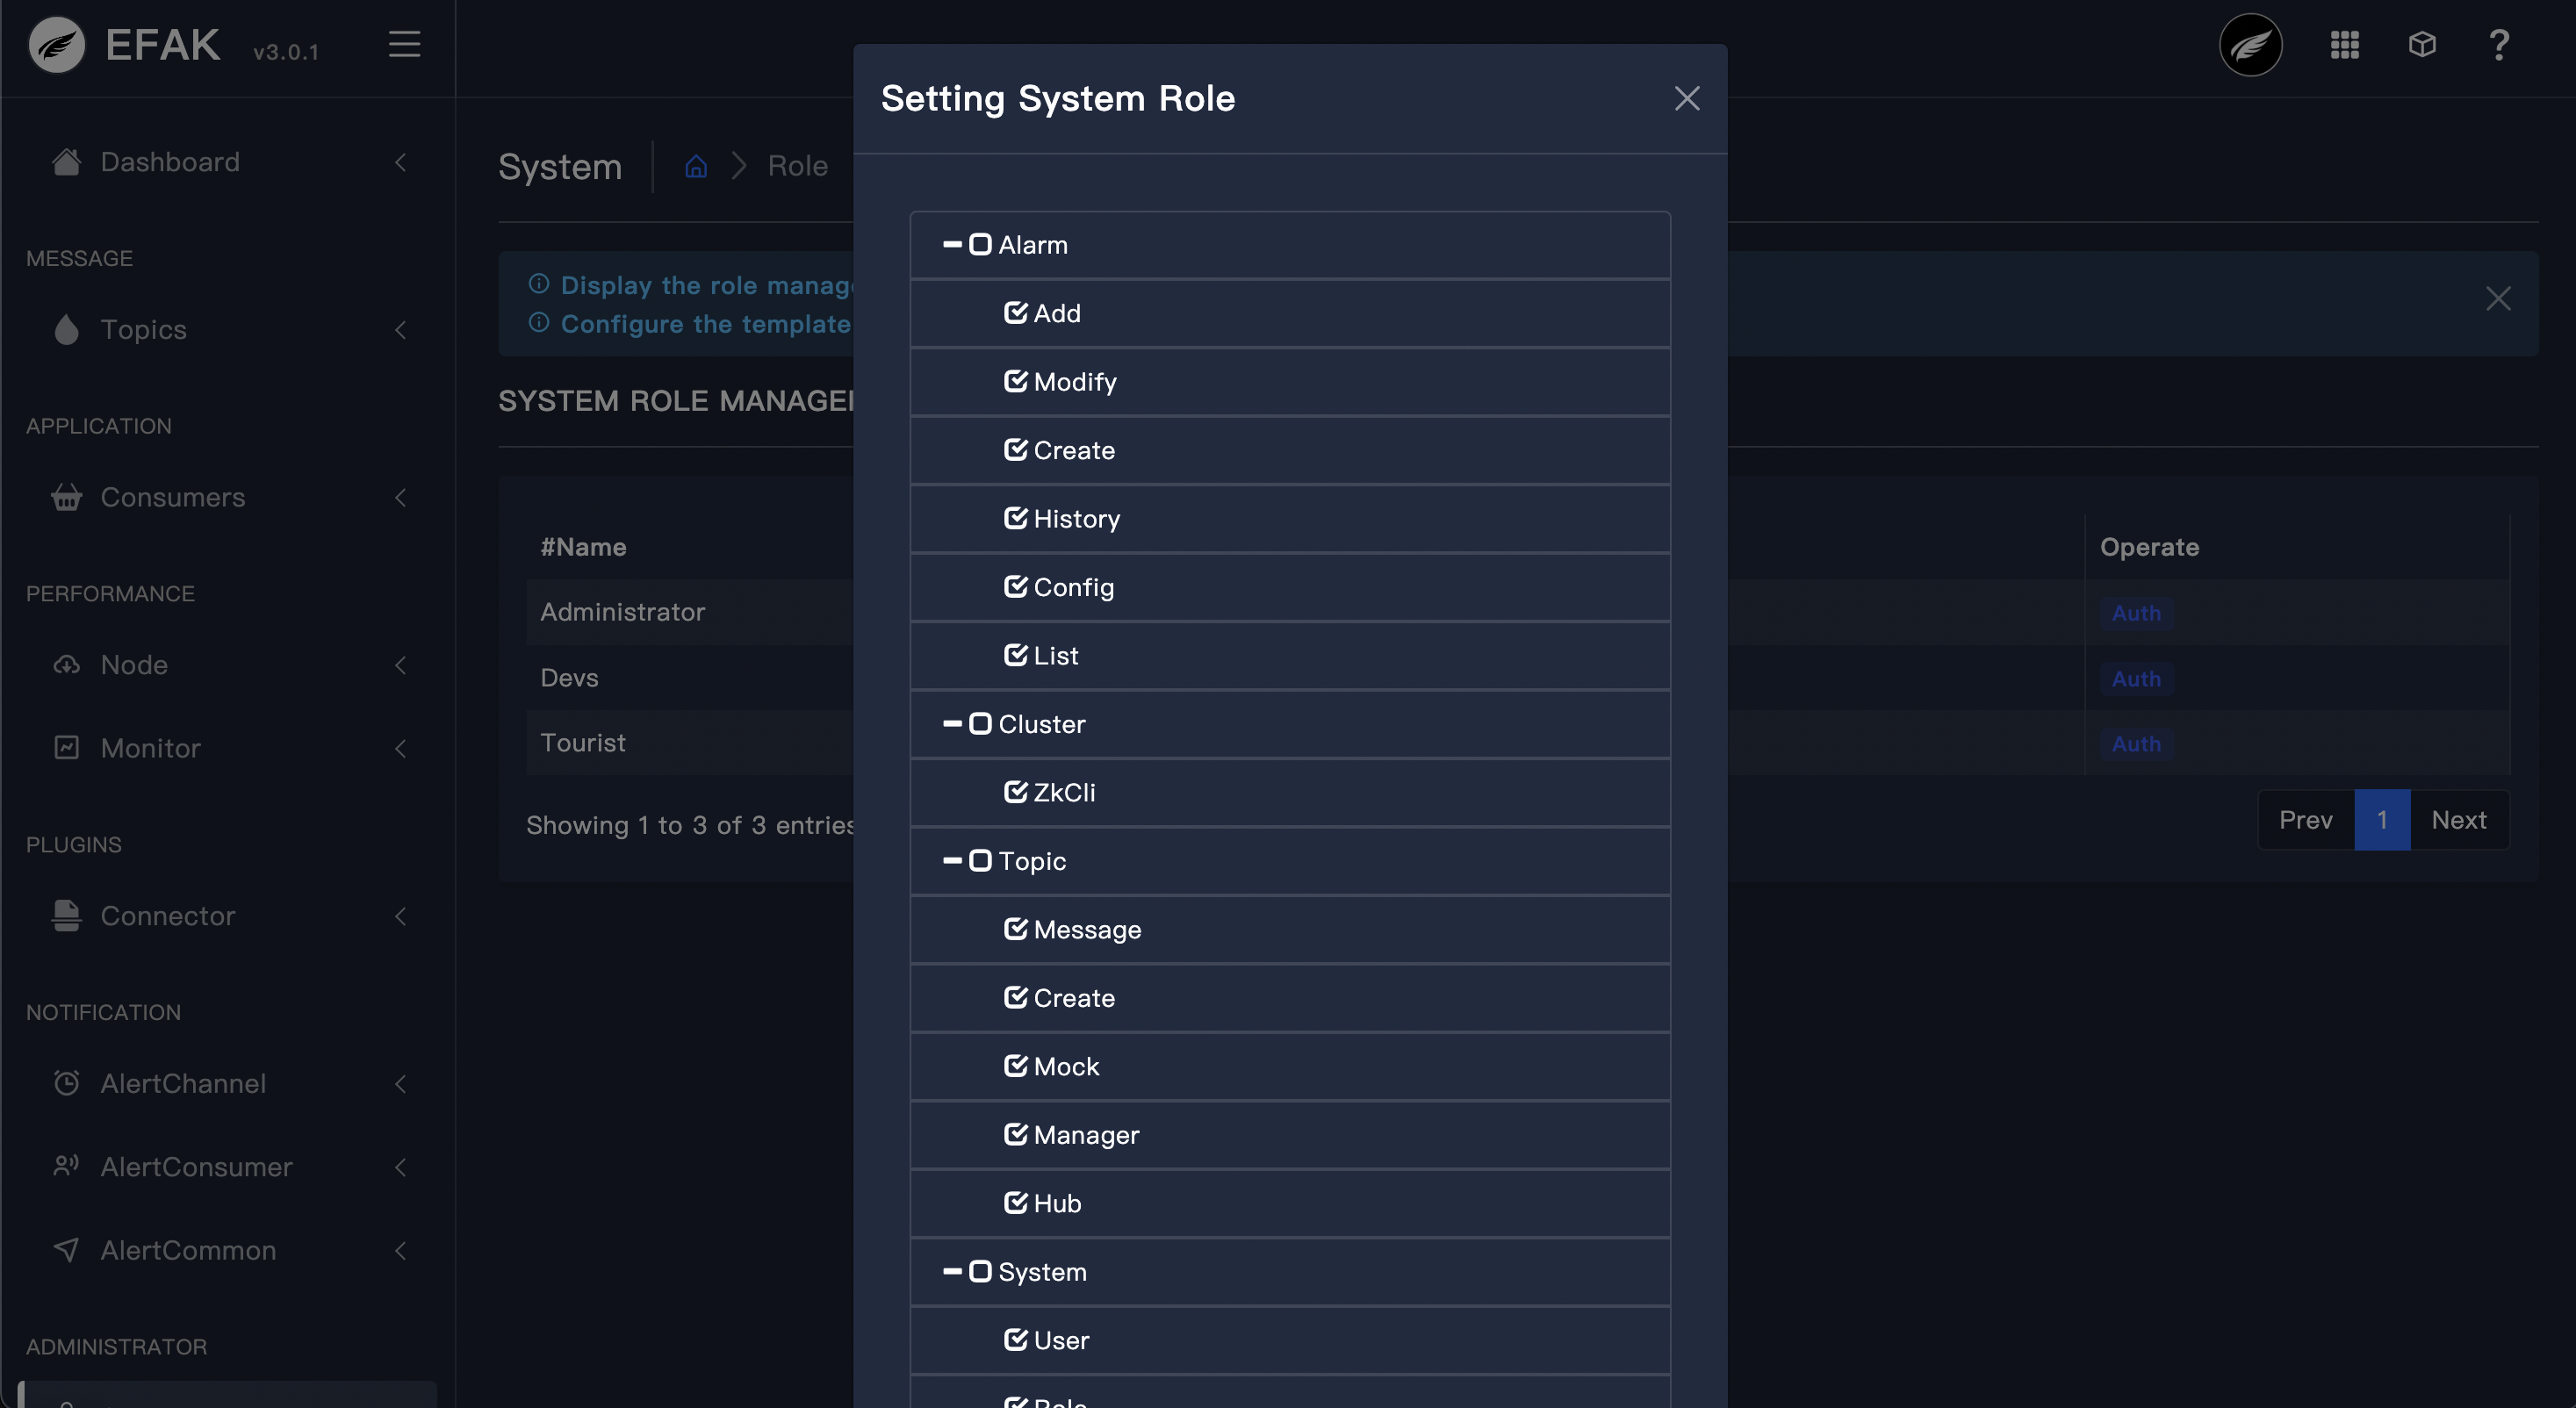 EFAK v3.0.1
Dashboard
MESSAGE
Topics
APPLICATION
Consumers
PERFORMANCE
Node
Monitor
PLUGINS
Connector
NOTIFICATION
AlertChannel
AlertConsumer
AlertCommon
ADMINISTRATOR
?
System
Role
Display the role manag
Configure the template
SYSTEM ROLE MANAGE
#Name
Operate
Administrator
Auth
Devs
Auth
Tourist
Auth
Showing 1 to 3 of 3 entries
Prev 1 Next
Setting System Role
Alarm
Add
Modify
Create
History
Config
List
Cluster
ZkCli
Topic
Message
Create
Mock
Manager
Hub
System
User
Role